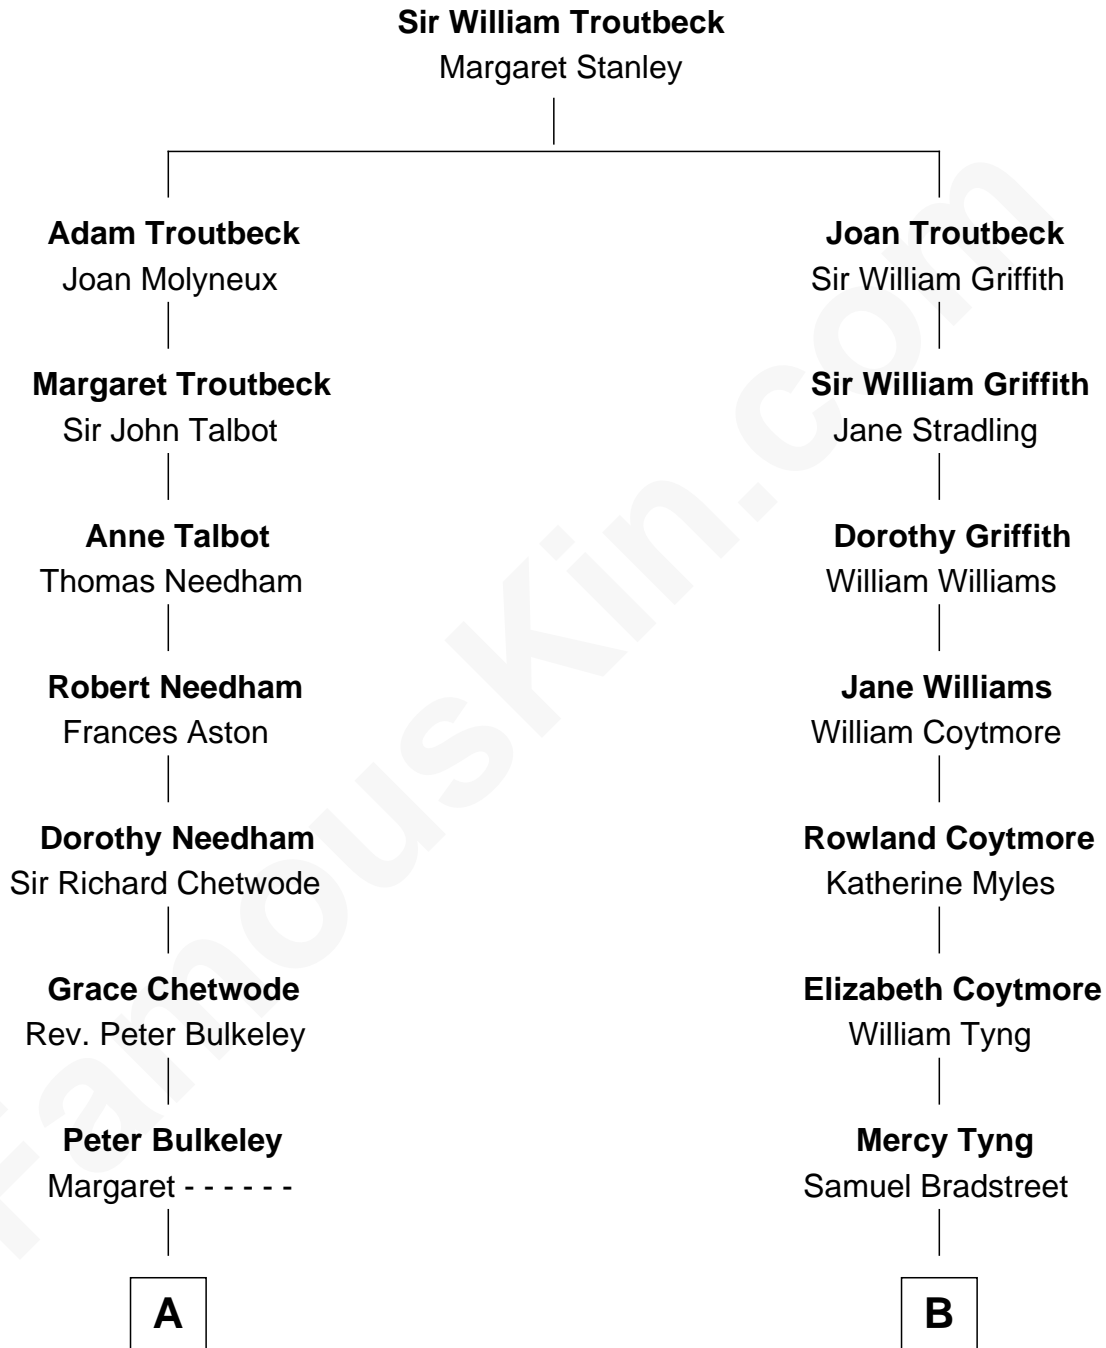 Sir William Troutbeck
Margaret Stanley
Adam Troutbeck
Joan Molyneux
Margaret Troutbeck
Sir John Talbot
Anne Talbot
Thomas Needham
Robert Needham
Frances Aston
Dorothy Needham
Sir Richard Chetwode
Grace Chetwode
Rev. Peter Bulkeley
Peter Bulkeley
Margaret - - - - - -
A
Joan Troutbeck
Sir William Griffith
Sir William Griffith
Jane Stradling
Dorothy Griffith
William Williams
Jane Williams
William Coytmore
Rowland Coytmore
Katherine Myles
Elizabeth Coytmore
William Tyng
Mercy Tyng
Samuel Bradstreet
B
FamousKin.com